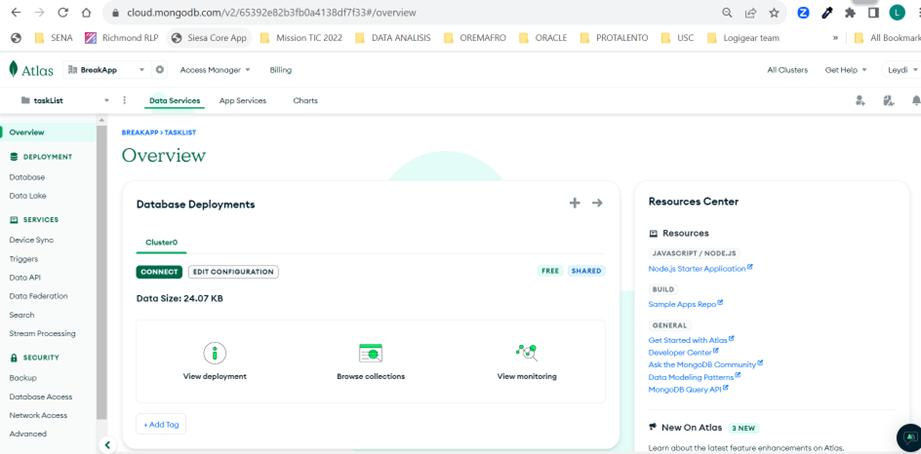 cloud.mongodb.com/v2/65392e82b3fb0a4138df7f33#/overview
SENA Richmond RLP Siesa Core App Mission TIC 2022 DATA ANALISIS OREMAFRO ORACLE PROTALENTO USC Logigear team » All Bookmark
Atlas BreakApp Access Manager Billing All Clusters Get Help Leydi
taskList Data Services App Services Charts
Overview
DEPLOYMENT
Database
Data Lake
SERVICES
Device Sync
Triggers
Data API
Data Federation
Search
Stream Processing
SECURITY
Backup
Database Access
Network Access
Advanced
BREAKAPP > TASKLIST
Overview
Database Deployments
Cluster0
CONNECT EDIT CONFIGURATION FREE SHARED
Data Size: 24.07 KB
View deployment Browse collections View monitoring
+ Add Tag
Resources Center
Resources
JAVASCRIPT / NODE.JS
Node.js Starter Application
BUILD
Sample Apps Repo
GENERAL
Get Started with Atlas
Developer Center
Ask the MongoDB Community
Data Modeling Patterns
MongoDB Query API
New On Atlas 3 NEW
Learn about the latest feature enhancements on Atlas.